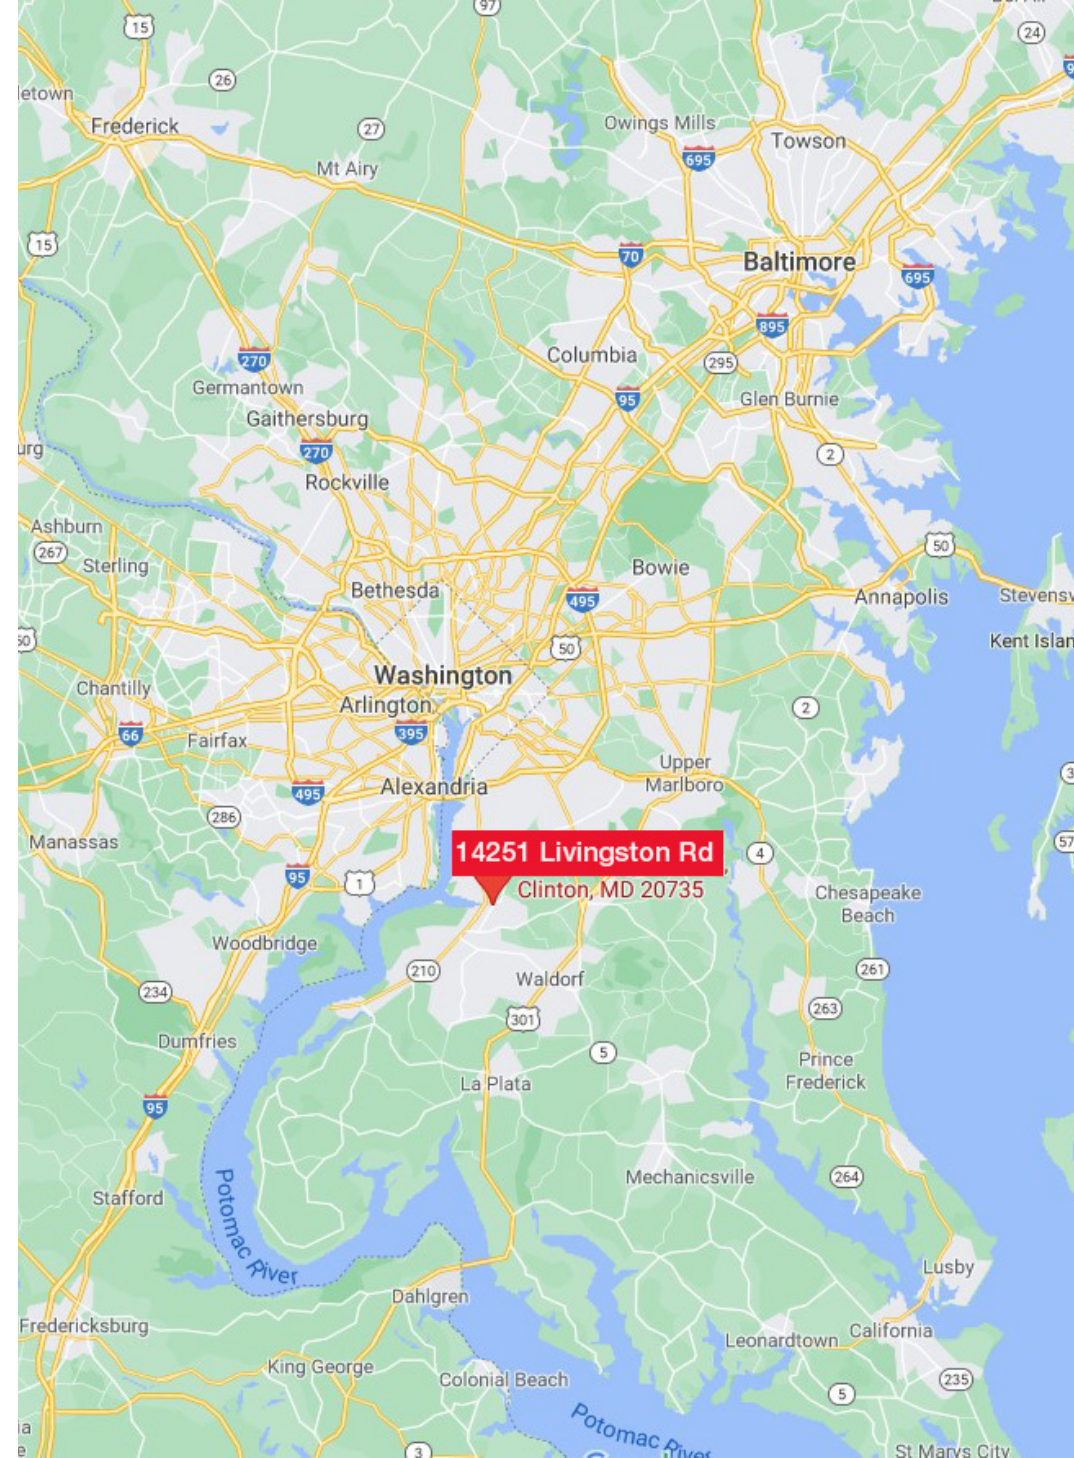 97
15
24
26
Frederick
27
Owings Mills
Towson
695
Mt Airy
15
70
Baltimore
695
895
270
Columbia
295
Germantown
95
Glen Burnie
Gaithersburg
270
2
Rockville
Ashburn
267
Sterling
50
Bowie
Bethesda
495
Annapolis
50
Kent Islan
Washington
Chantilly
Arlington
2
66
395
Fairfax
Upper
Marlboro
Alexandria
495
286
Manassas
14251 Livingston Rd
Clinton, MD 20735
4
95
1
Chesapeake
Beach
Woodbridge
210
Waldorf
261
234
263
301
Dumfries
5
Prince
Frederick
La Plata
95
Mechanicsville
264
Stafford
Potomac River
Lusby
Dahlgren
Fredericksburg
California
Leonardtown
King George
Colonial Beach
235
5
Potomac River
3
St Marys City